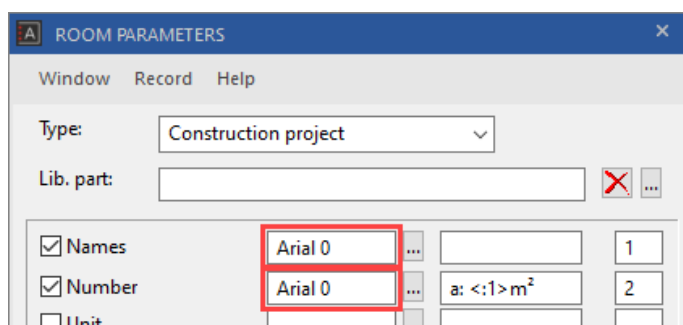 A ROOM PARAMETERS ×
Window Record Help
Type: Construction project
Lib. part: ...
Names Arial 0 ... 1
Number Arial 0 ... a: <:1>m² 2
Unit